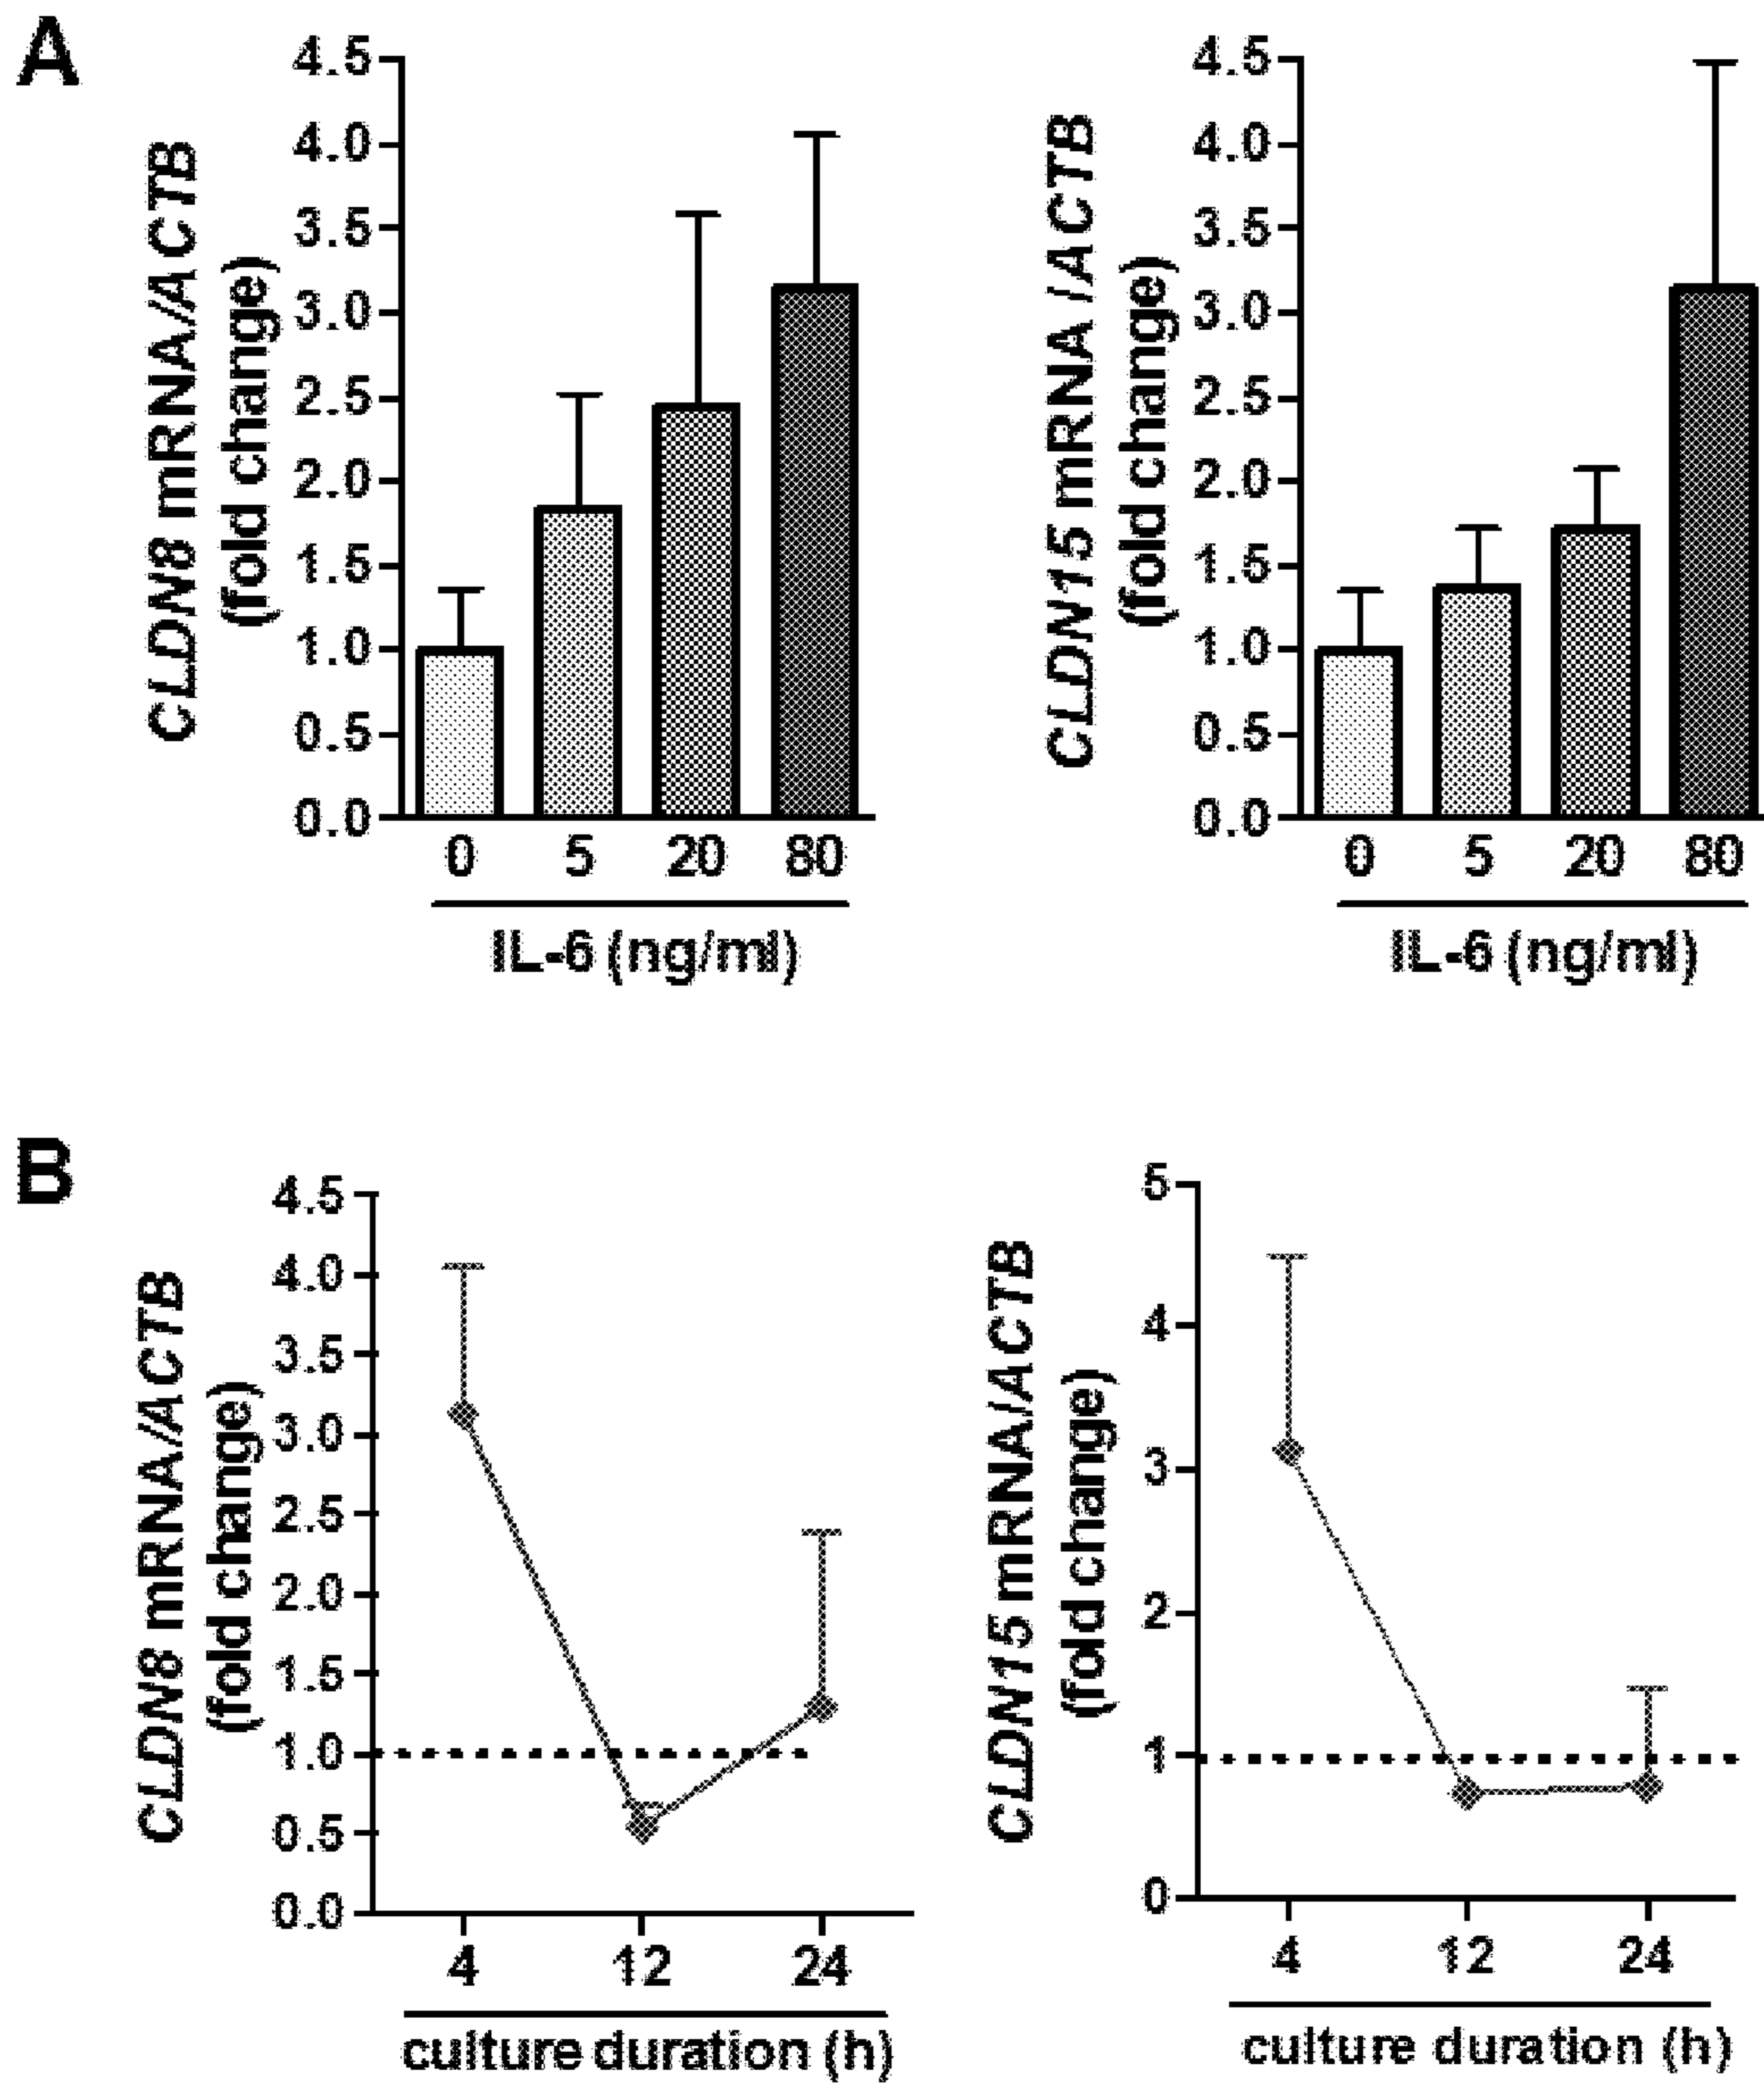 A
CLDN8 mRNA/ACTB
(fold change)
4.5
4.0
3.5
3.0
2.5
2.0
1.5
1.0
0.5
0.0
0 5 20 80
IL-6 (ng/ml)
CLDN15 mRNA /ACTB
(fold change)
4.5
4.0
3.5
3.0
2.5
2.0
1.5
1.0
0.5
0.0
0 5 20 80
IL-6 (ng/ml)
B
CLDN8 mRNA/ACTB
(fold change)
4.5
4.0
3.5
3.0
2.5
2.0
1.5
1.0
0.5
0.0
4 12 24
culture duration (h)
CLDN15 mRNA/ACTB
(fold change)
5
4
3
2
1
0
4 12 24
culture duration (h)